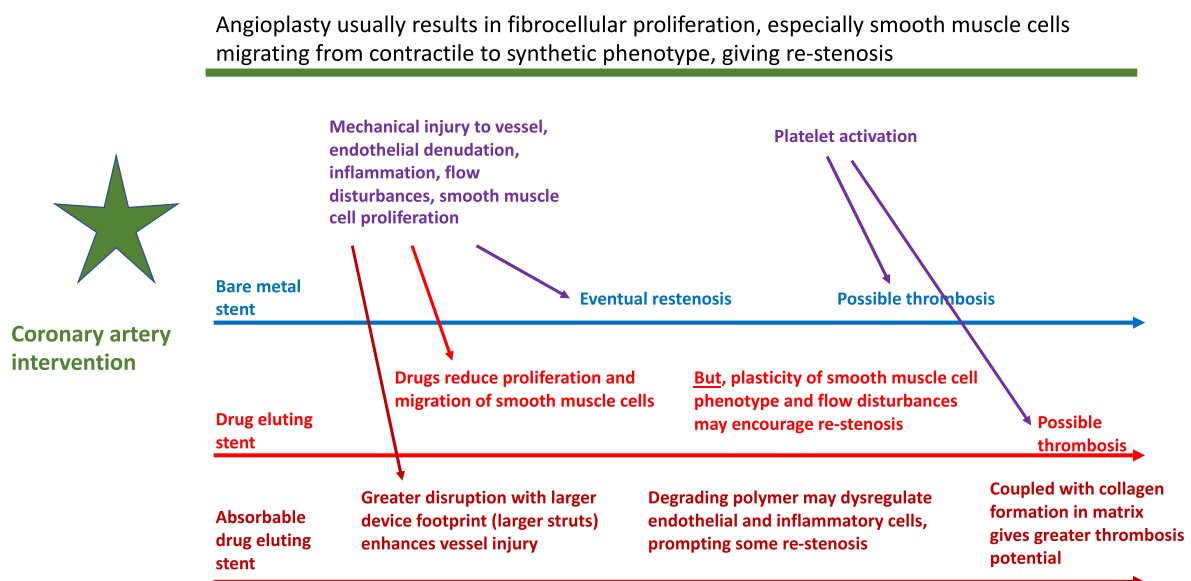 Angioplasty usually results in fibrocellular proliferation, especially smooth muscle cells
migrating from contractile to synthetic phenotype, giving re-stenosis
Mechanical injury to vessel,
endothelial denudation,
inflammation, flow
disturbances, smooth muscle
cell proliferation
Platelet activation
Bare metal
stent
Eventual restenosis
Possible thrombosis
Coronary artery
intervention
Drugs reduce proliferation and
migration of smooth muscle cells
But, plasticity of smooth muscle cell
phenotype and flow disturbances
may encourage re-stenosis
Drug eluting
stent
Possible
thrombosis
Absorbable
drug eluting
stent
Greater disruption with larger
device footprint (larger struts)
enhances vessel injury
Degrading polymer may dysregulate
endothelial and inflammatory cells,
prompting some re-stenosis
Coupled with collagen
formation in matrix
gives greater thrombosis
potential